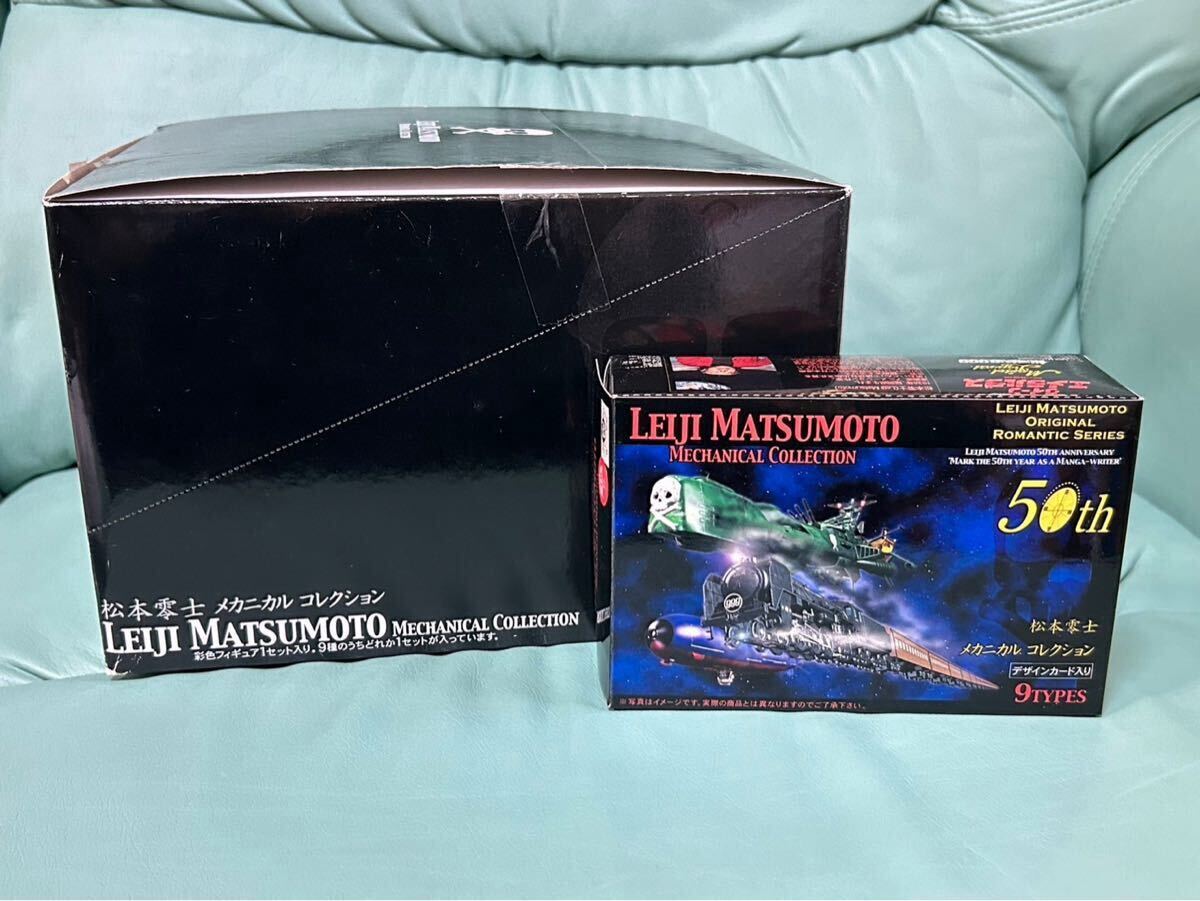 松本零士 メカニカル コレクション
LEIJI MATSUMOTO MECHANICAL COLLECTION
彩色フィギュア1セット入り。9種のうちどれか1セットが入っています。
LEIJI MATSUMOTO
MECHANICAL COLLECTION
LEIJI MATSUMOTO
ORIGINAL
ROMANTIC SERIES
LEIJI MATSUMOTO 50TH ANNIVERSARY
"MARK THE 50TH YEAR AS A MANGA-WRITER"
50th
999
松本零士
メカニカル コレクション
デザインカード入り
9TYPES
※写真はイメージです。実際の商品とは異なりますのでご了承下さい。